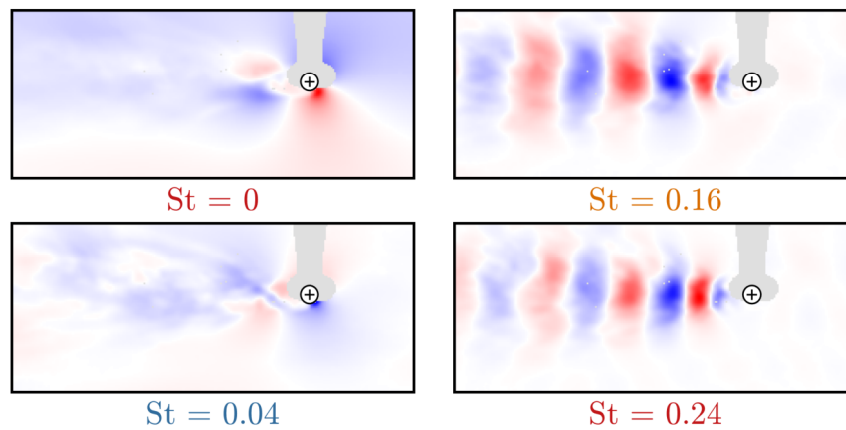 St = 0
St = 0.16
St = 0.04
St = 0.24